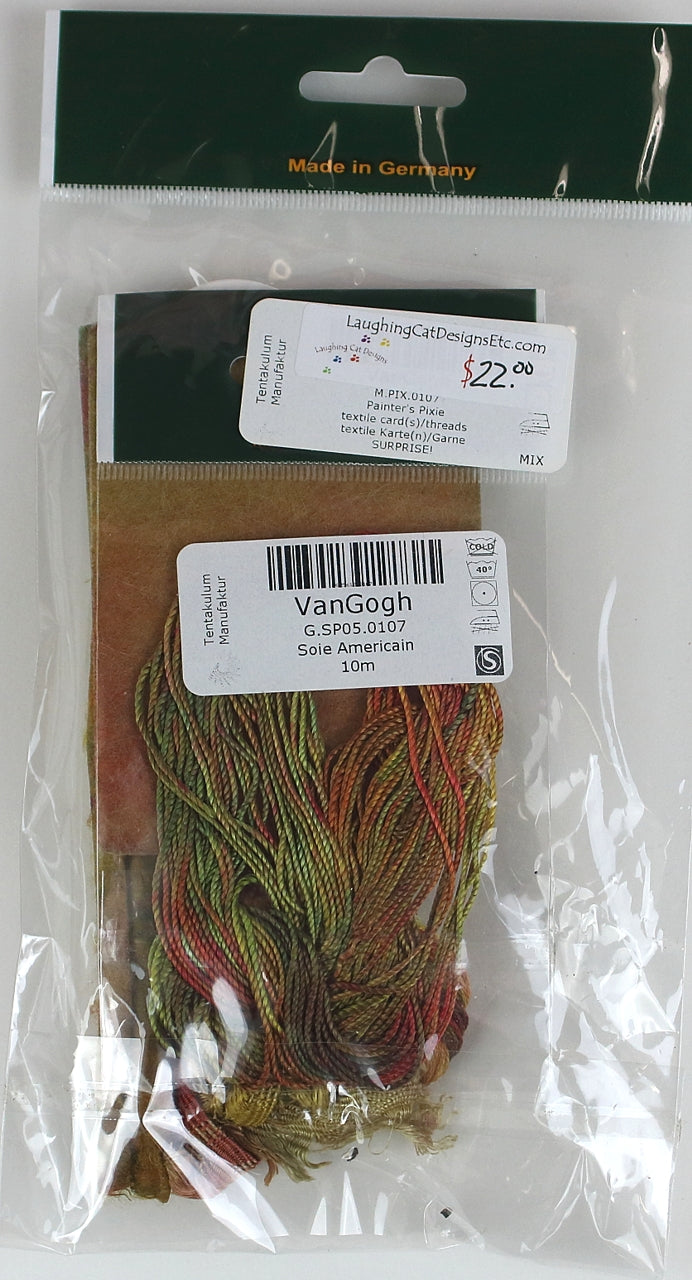 Made in Germany
LaughingCatDesignsEtc.com
Laughing Cat Designs
$22.00
Tentakulum
Manufaktur
M.PIX.0107
Painter's Pixie
textile card(s)/threads
textile Karte(n)/Garne
SURPRISE!
MIX
Tentakulum
Manufaktur
VanGogh
G.SP05.0107
Soie Americain
10m
COLD
40°
S